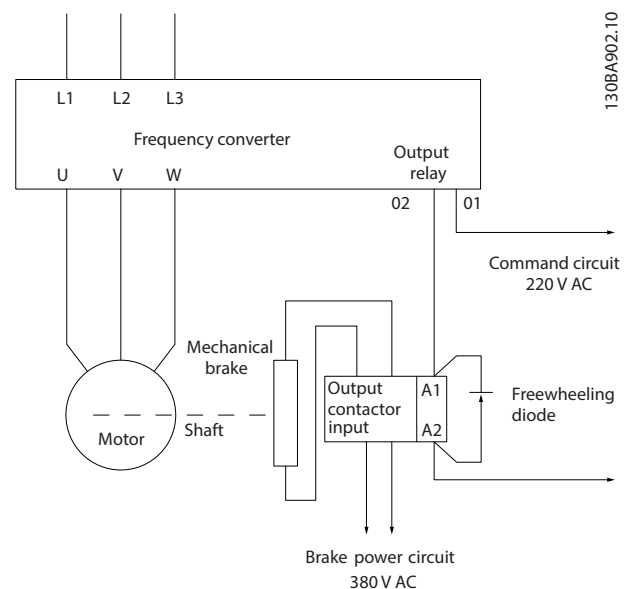 130BA902.10
L1 L2 L3
Frequency converter
Output
relay
U V W
02 01
Command circuit
220 V AC
Mechanical
brake
Output
contactor
input
A1
A2
Freewheeling
diode
Motor
Shaft
Brake power circuit
380 V AC